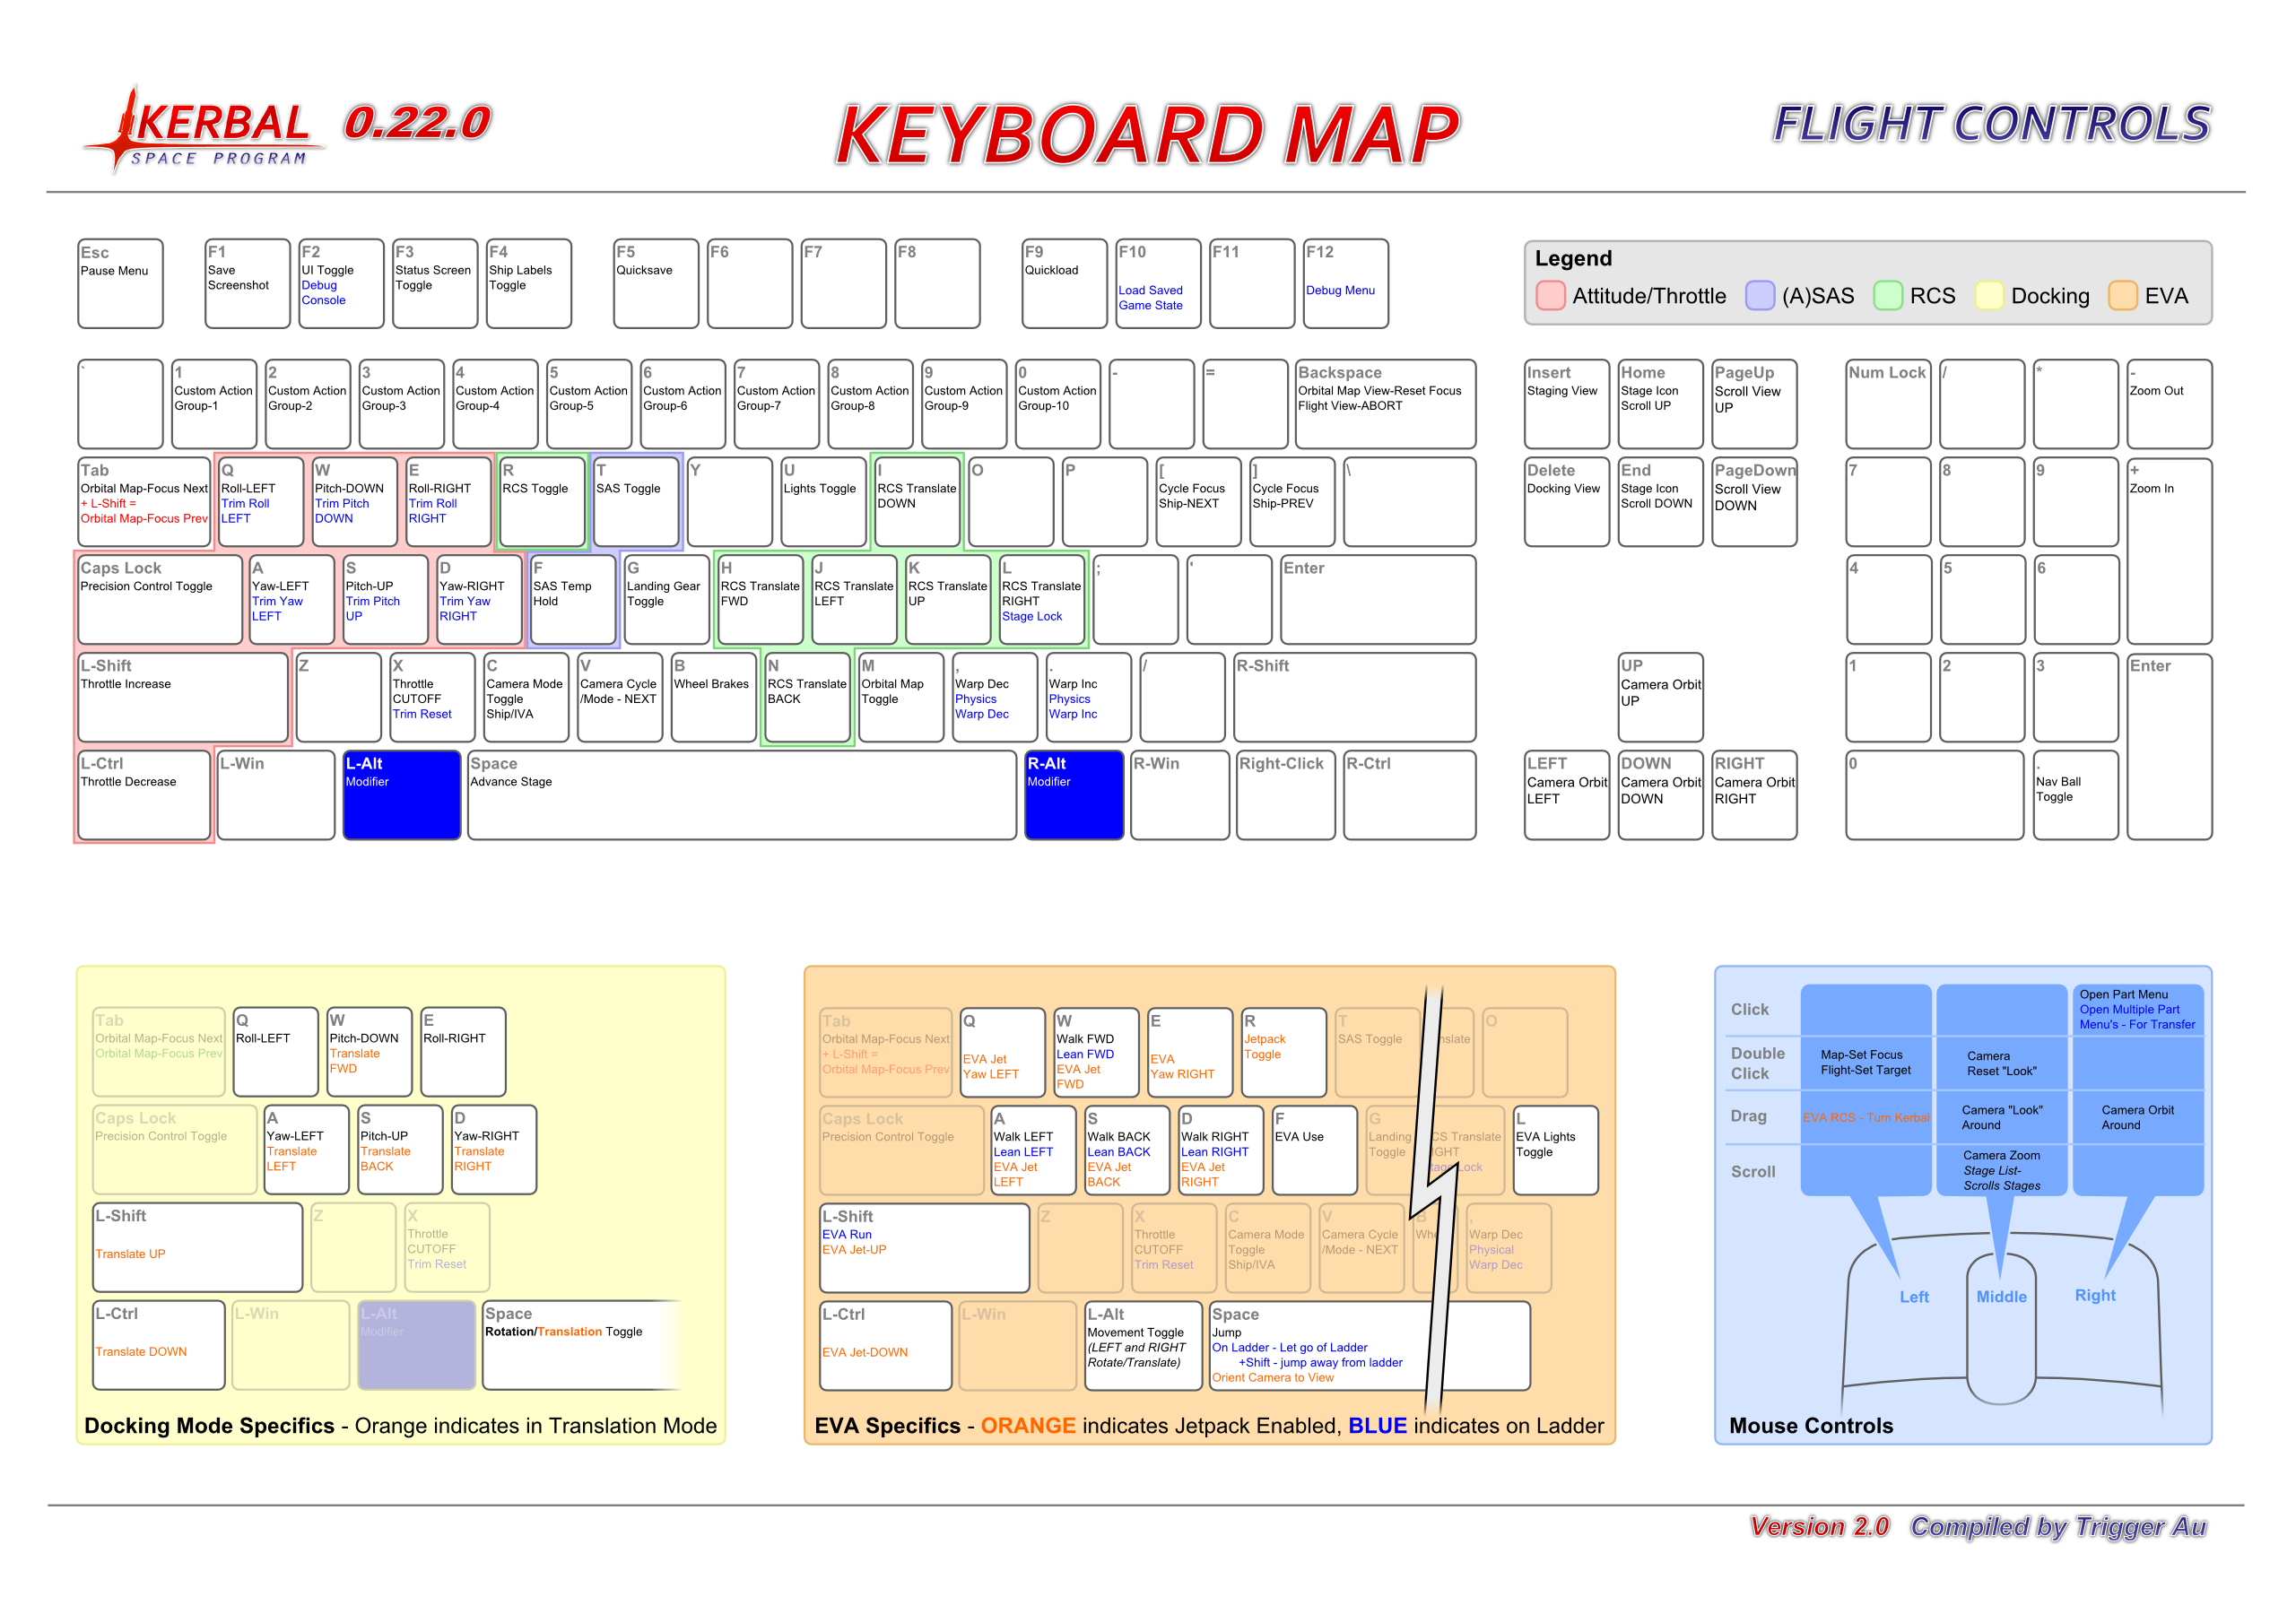 KERBAL
SPACE PROGRAM
0.22.0
KEYBOARD MAP
FLIGHT CONTROLS
Esc
Pause Menu
F1
Save
Screenshot
F2
UI Toggle
Debug
Console
F3
Status Screen
Toggle
F4
Ship Labels
Toggle
F5
Quicksave
F6
F7
F8
F9
Quickload
F10
Load Saved
Game State
F11
F12
Debug Menu
Legend
Attitude/Throttle
(A)SAS
RCS
Docking
EVA
`
1
Custom Action
Group-1
2
Custom Action
Group-2
3
Custom Action
Group-3
4
Custom Action
Group-4
5
Custom Action
Group-5
6
Custom Action
Group-6
7
Custom Action
Group-7
8
Custom Action
Group-8
9
Custom Action
Group-9
0
Custom Action
Group-10
-
=
Backspace
Orbital Map View-Reset Focus
Flight View-ABORT
Insert
Staging View
Home
Stage Icon
Scroll UP
PageUp
Scroll View
UP
Num Lock
/
*
-
Zoom Out
Tab
Orbital Map-Focus Next
+ L-Shift =
Orbital Map-Focus Prev
Q
Roll-LEFT
Trim Roll
LEFT
W
Pitch-DOWN
Trim Pitch
DOWN
E
Roll-RIGHT
Trim Roll
RIGHT
R
RCS Toggle
T
SAS Toggle
Y
U
Lights Toggle
I
RCS Translate
DOWN
O
P
[
Cycle Focus
Ship-NEXT
]
Cycle Focus
Ship-PREV
\
Delete
Docking View
End
Stage Icon
Scroll DOWN
PageDown
Scroll View
DOWN
7
8
9
+
Zoom In
Caps Lock
Precision Control Toggle
A
Yaw-LEFT
Trim Yaw
LEFT
S
Pitch-UP
Trim Pitch
UP
D
Yaw-RIGHT
Trim Yaw
RIGHT
F
SAS Temp
Hold
G
Landing Gear
Toggle
H
RCS Translate
FWD
J
RCS Translate
LEFT
K
RCS Translate
UP
L
RCS Translate
RIGHT
Stage Lock
;
'
Enter
4
5
6
L-Shift
Throttle Increase
Z
X
Throttle
CUTOFF
Trim Reset
C
Camera Mode
Toggle
Ship/IVA
V
Camera Cycle
/Mode - NEXT
B
Wheel Brakes
N
RCS Translate
BACK
M
Orbital Map
Toggle
,
Warp Dec
Physics
Warp Dec
.
Warp Inc
Physics
Warp Inc
/
R-Shift
UP
Camera Orbit
UP
1
2
3
Enter
L-Ctrl
Throttle Decrease
L-Win
L-Alt
Modifier
Space
Advance Stage
R-Alt
Modifier
R-Win
Right-Click
R-Ctrl
LEFT
Camera Orbit
LEFT
DOWN
Camera Orbit
DOWN
RIGHT
Camera Orbit
RIGHT
0
.
Nav Ball
Toggle
Tab
Orbital Map-Focus Next
Orbital Map-Focus Prev
Q
Roll-LEFT
W
Pitch-DOWN
Translate
FWD
E
Roll-RIGHT
Caps Lock
Precision Control Toggle
A
Yaw-LEFT
Translate
LEFT
S
Pitch-UP
Translate
BACK
D
Yaw-RIGHT
Translate
RIGHT
L-Shift
Translate UP
Z
X
Throttle
CUTOFF
Trim Reset
L-Ctrl
Translate DOWN
L-Win
L-Alt
Modifier
Space
Rotation/Translation Toggle
Docking Mode Specifics - Orange indicates in Translation Mode
Tab
Orbital Map-Focus Next
+ L-Shift =
Orbital Map-Focus Prev
Q
EVA Jet
Yaw LEFT
W
Walk FWD
Lean FWD
EVA Jet
FWD
E
EVA
Yaw RIGHT
R
Jetpack
Toggle
T
SAS Toggle
nslate
O
Caps Lock
Precision Control Toggle
A
Walk LEFT
Lean LEFT
EVA Jet
LEFT
S
Walk BACK
Lean BACK
EVA Jet
BACK
D
Walk RIGHT
Lean RIGHT
EVA Jet
RIGHT
F
EVA Use
G
Landing
Toggle
CS Translate
IGHT
tage Lock
L
EVA Lights
Toggle
L-Shift
EVA Run
EVA Jet-UP
Z
X
Throttle
CUTOFF
Trim Reset
C
Camera Mode
Toggle
Ship/IVA
V
Camera Cycle
/Mode - NEXT
B
Whe
,
Warp Dec
Physical
Warp Dec
L-Ctrl
EVA Jet-DOWN
L-Win
L-Alt
Movement Toggle
(LEFT and RIGHT
Rotate/Translate)
Space
Jump
On Ladder - Let go of Ladder
+Shift - jump away from ladder
Orient Camera to View
EVA Specifics - ORANGE indicates Jetpack Enabled, BLUE indicates on Ladder
Click
Open Part Menu
Open Multiple Part
Menu's - For Transfer
Double
Click
Map-Set Focus
Flight-Set Target
Camera
Reset "Look"
Drag
EVA RCS - Turn Kerbal
Camera "Look"
Around
Camera Orbit
Around
Scroll
Camera Zoom
Stage List-
Scrolls Stages
Left
Middle
Right
Mouse Controls
Version 2.0 Compiled by Trigger Au